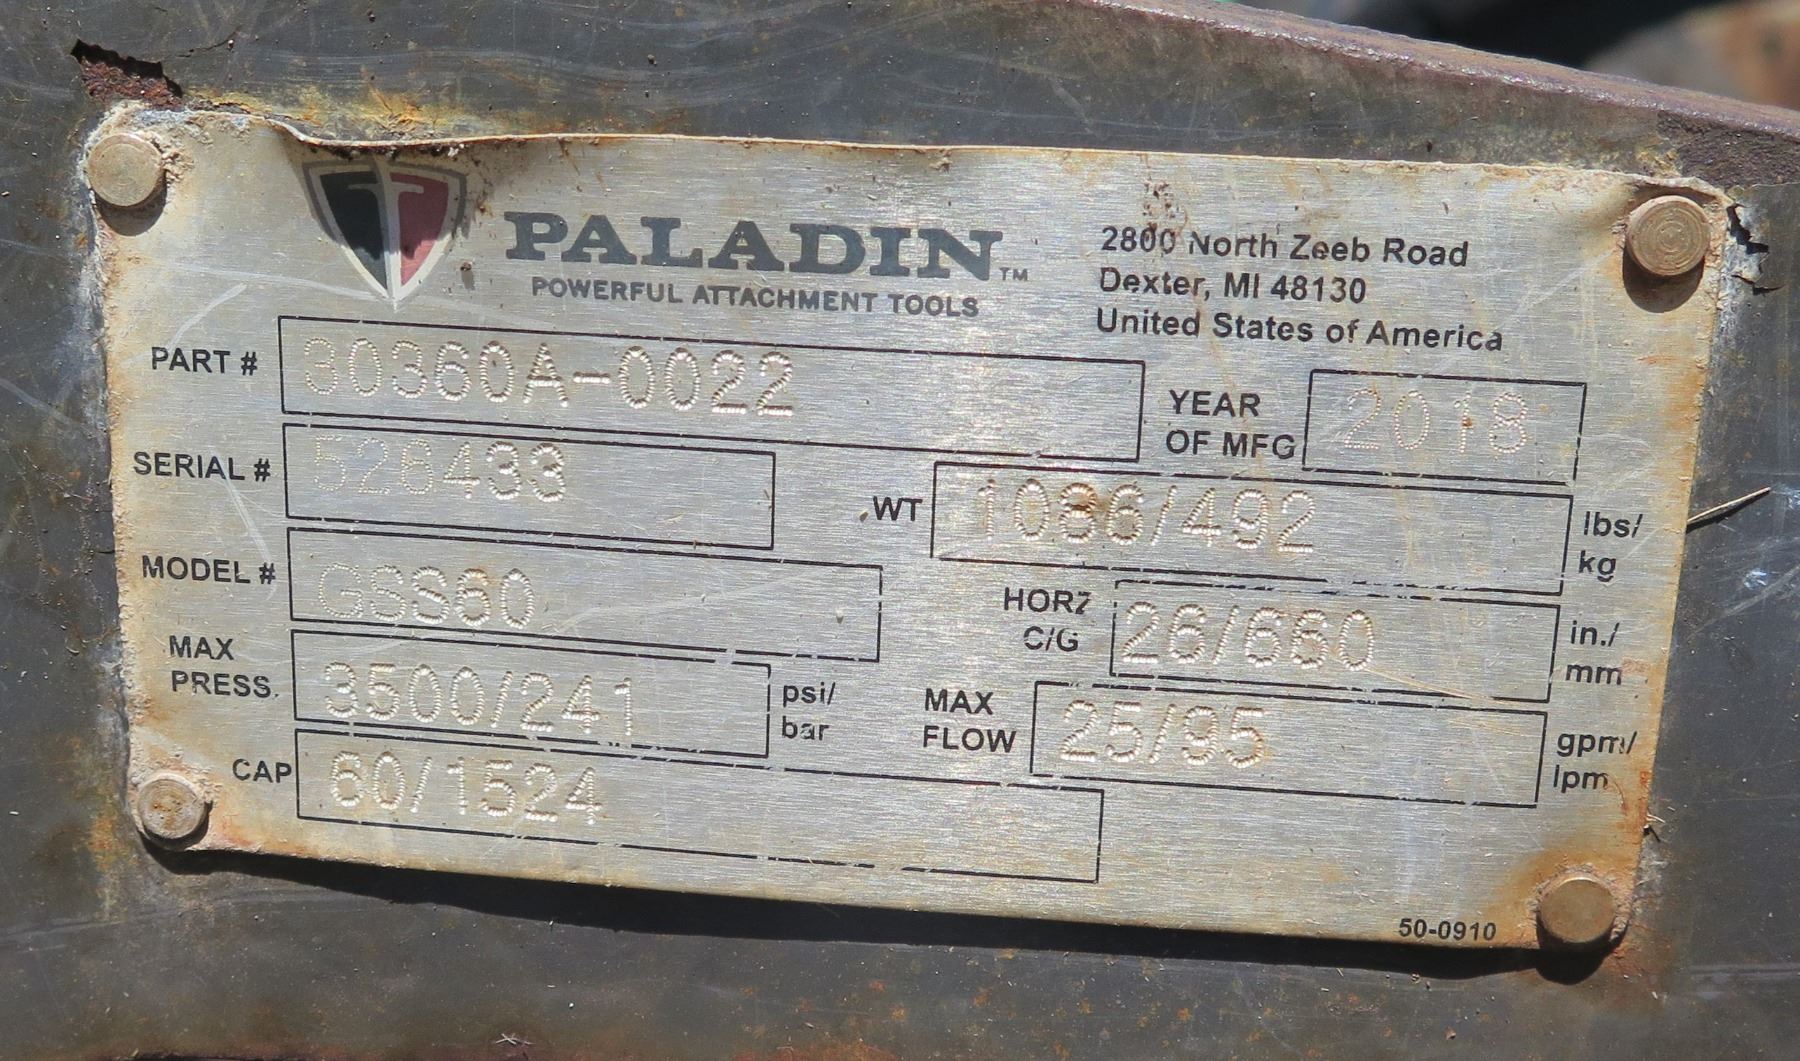 PALADIN™
POWERFUL ATTACHMENT TOOLS
2800 North Zeeb Road
Dexter, MI 48130
United States of America
PART # 30360A-0022
YEAR OF MFG 2018
SERIAL # 526433
WT 1086/492 lbs/kg
MODEL # GSS60
HORZ C/G 26/660 in./mm
MAX PRESS. 3500/241 psi/bar
MAX FLOW 25/95 gpm/lpm
CAP 60/1524
50-0910